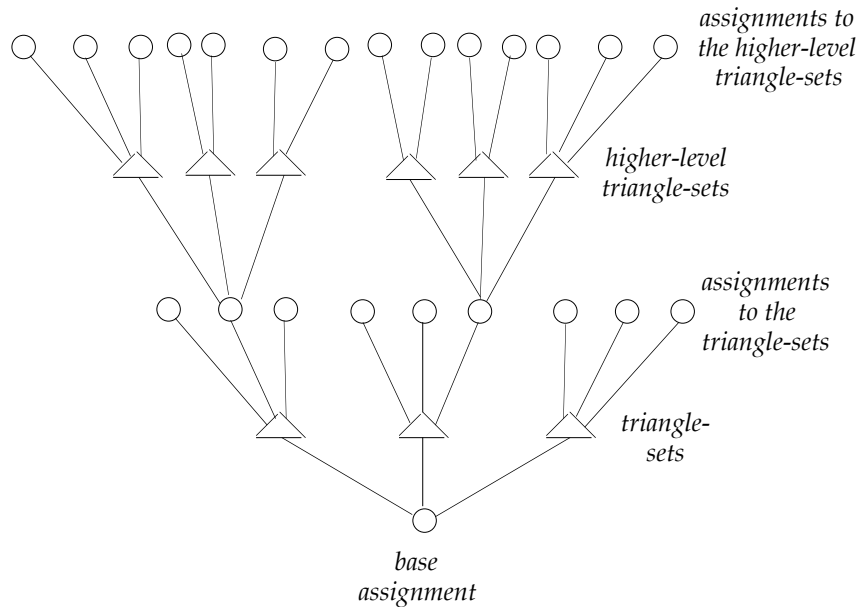 assignments to
the higher-level
triangle-sets
higher-level
triangle-sets
assignments
to the
triangle-sets
triangle-
sets
base
assignment